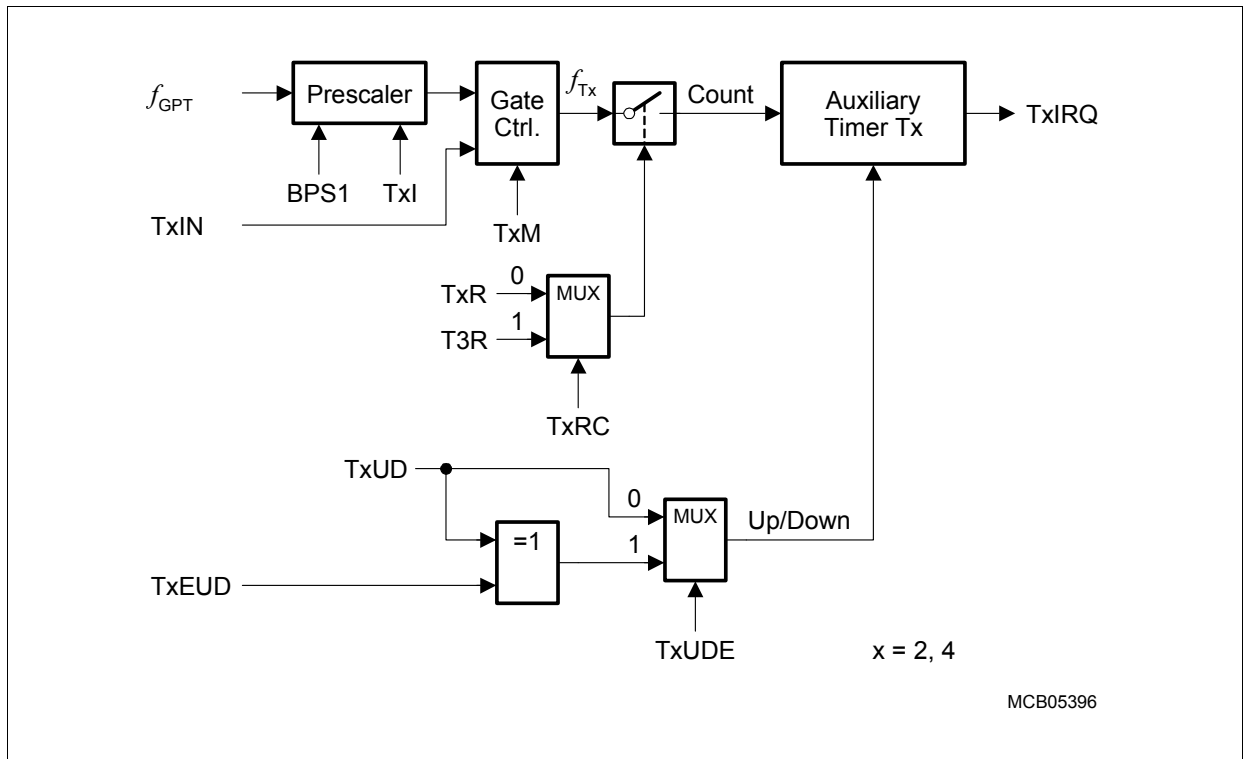 fGPT
Prescaler
Gate
Ctrl.
fTx
Count
Auxiliary
Timer Tx
TxIRQ
BPS1
TxI
TxIN
TxM
TxR
0
MUX
T3R
1
TxRC
TxUD
0
MUX
Up/Down
=1
1
TxEUD
TxUDE
x = 2, 4
MCB05396